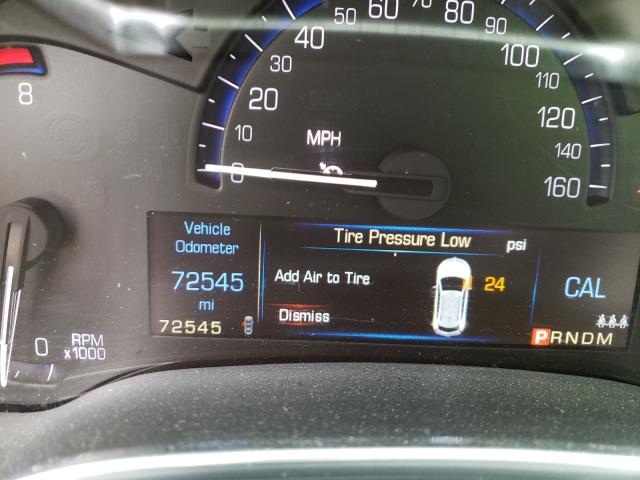 50 60 70 80 90
40
30 100
20 110
10 120
MPH 140
0 160
8
Vehicle
Odometer
72545
mi
72545
Tire Pressure Low psi
Add Air to Tire 24
Dismiss
CAL
PRNDM
0 RPM
x1000